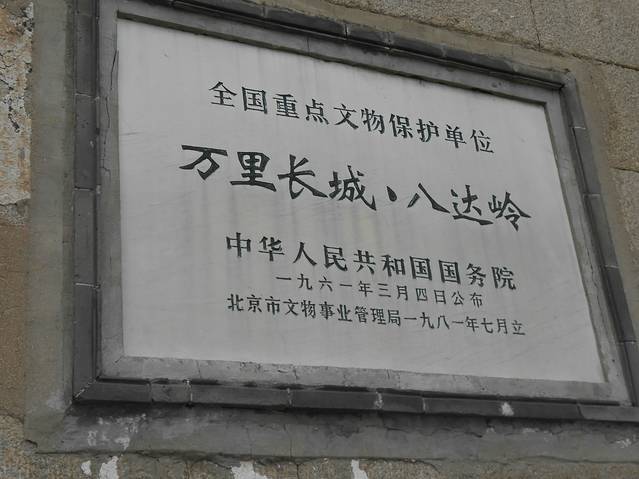 全国重点文物保护单位
万里长城、八达岭
中华人民共和国国务院
一九六一年三月四日公布
北京市文物事业管理局一九八一年七月立